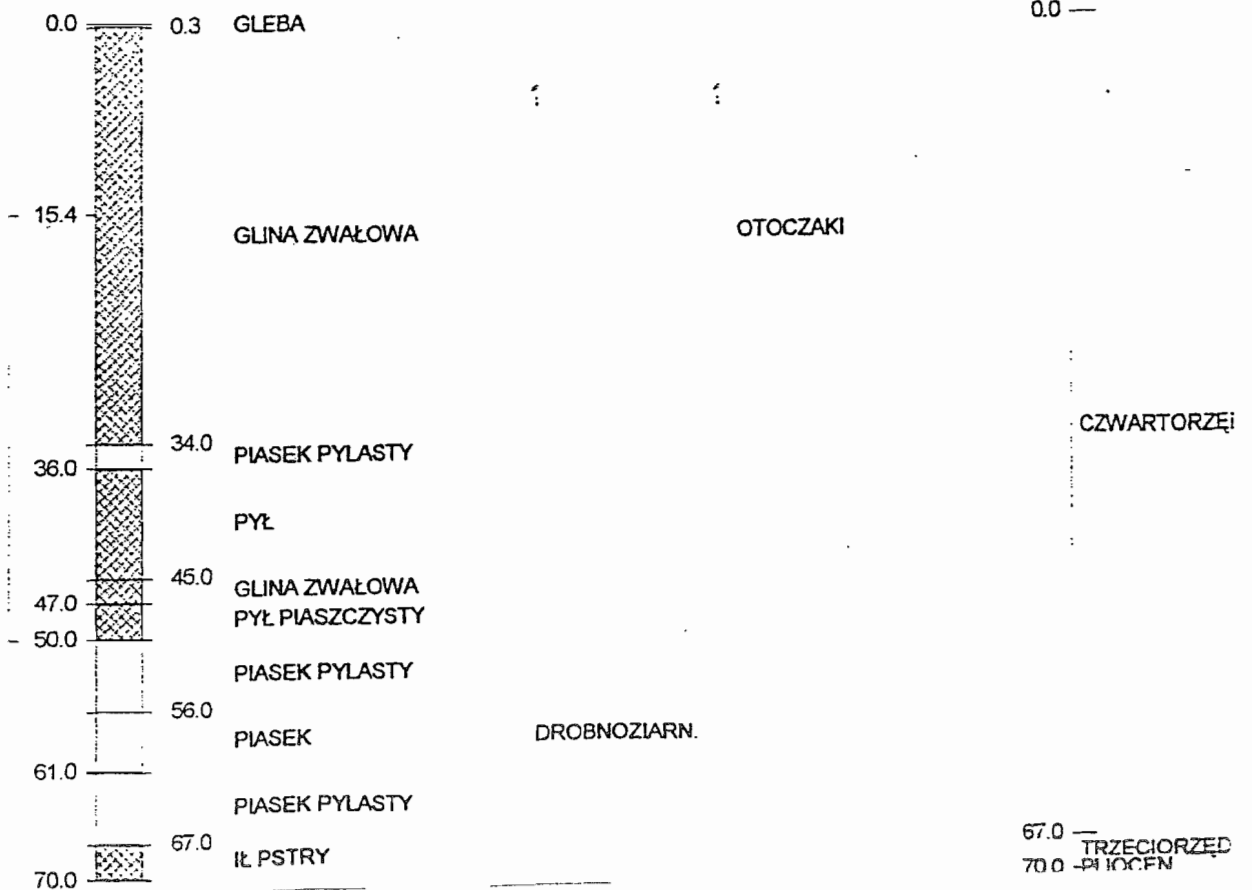 0.0
0.0 0.3 GLEBA
15.4 GLINA ZWAŁOWA OTOCZAKI
CZWARTORZĘ
34.0 PIASEK PYLASTY
36.0
PYŁ
45.0 GLINA ZWAŁOWA
47.0 PYŁ PIASZCZYSTY
50.0
PIASEK PYLASTY
56.0
PIASEK DROBNOZIARN.
61.0
PIASEK PYLASTY
67.0 67.0
IŁ PSTRY TRZECIORZĘD
70.0 70.0 PLIOCEN